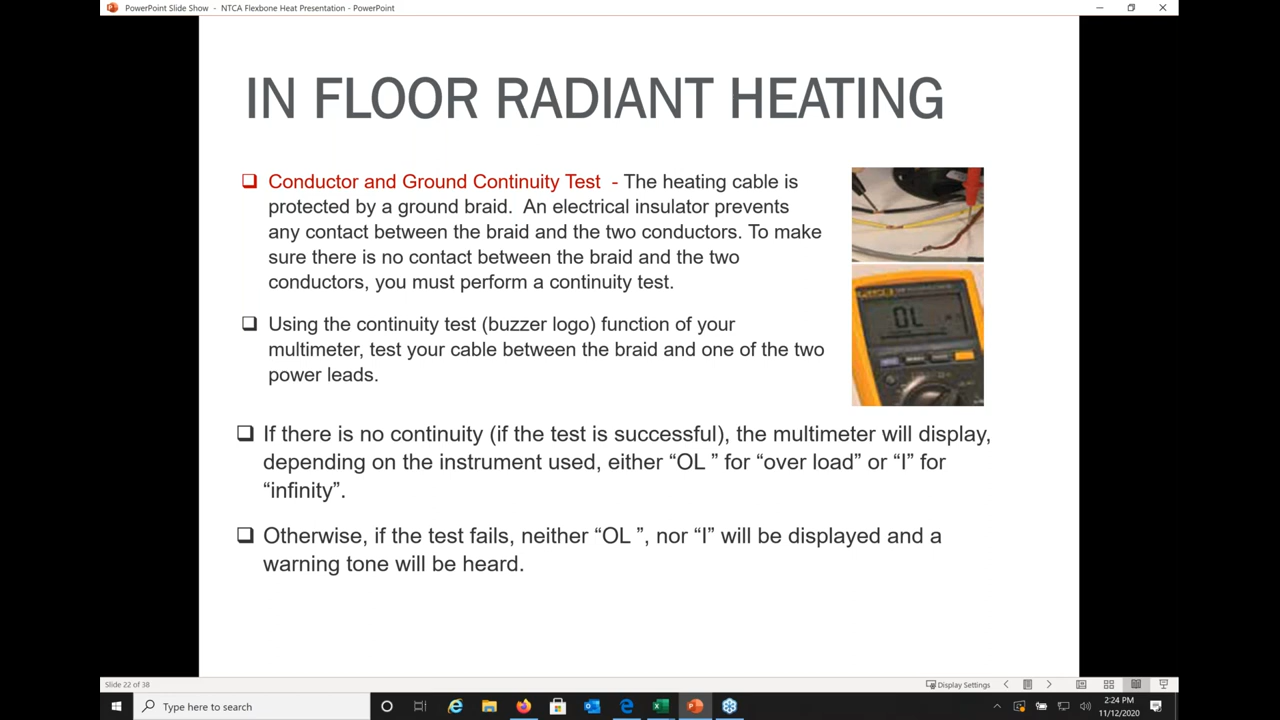 PowerPoint Slide Show - NTCA Flexbone Heat Presentation - PowerPoint
IN FLOOR RADIANT HEATING
Conductor and Ground Continuity Test - The heating cable is
protected by a ground braid. An electrical insulator prevents
any contact between the braid and the two conductors. To make
sure there is no contact between the braid and the two
conductors, you must perform a continuity test.
Using the continuity test (buzzer logo) function of your
multimeter, test your cable between the braid and one of the two
power leads.
OL
If there is no continuity (if the test is successful), the multimeter will display,
depending on the instrument used, either “OL ” for “over load” or “I” for
“infinity”.
Otherwise, if the test fails, neither “OL ”, nor “I” will be displayed and a
warning tone will be heard.
Slide 22 of 38
Display Settings
Type here to search
2:24 PM
11/12/2020